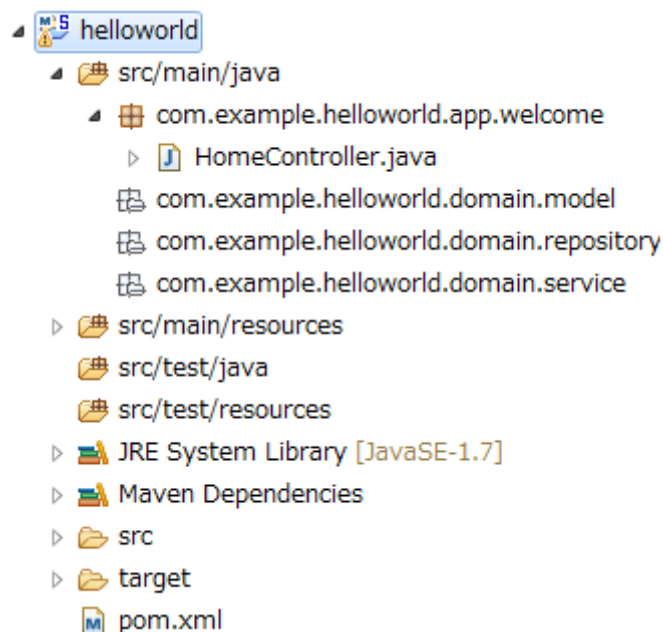 helloworld
src/main/java
com.example.helloworld.app.welcome
HomeController.java
com.example.helloworld.domain.model
com.example.helloworld.domain.repository
com.example.helloworld.domain.service
src/main/resources
src/test/java
src/test/resources
JRE System Library [JavaSE-1.7]
Maven Dependencies
src
target
pom.xml